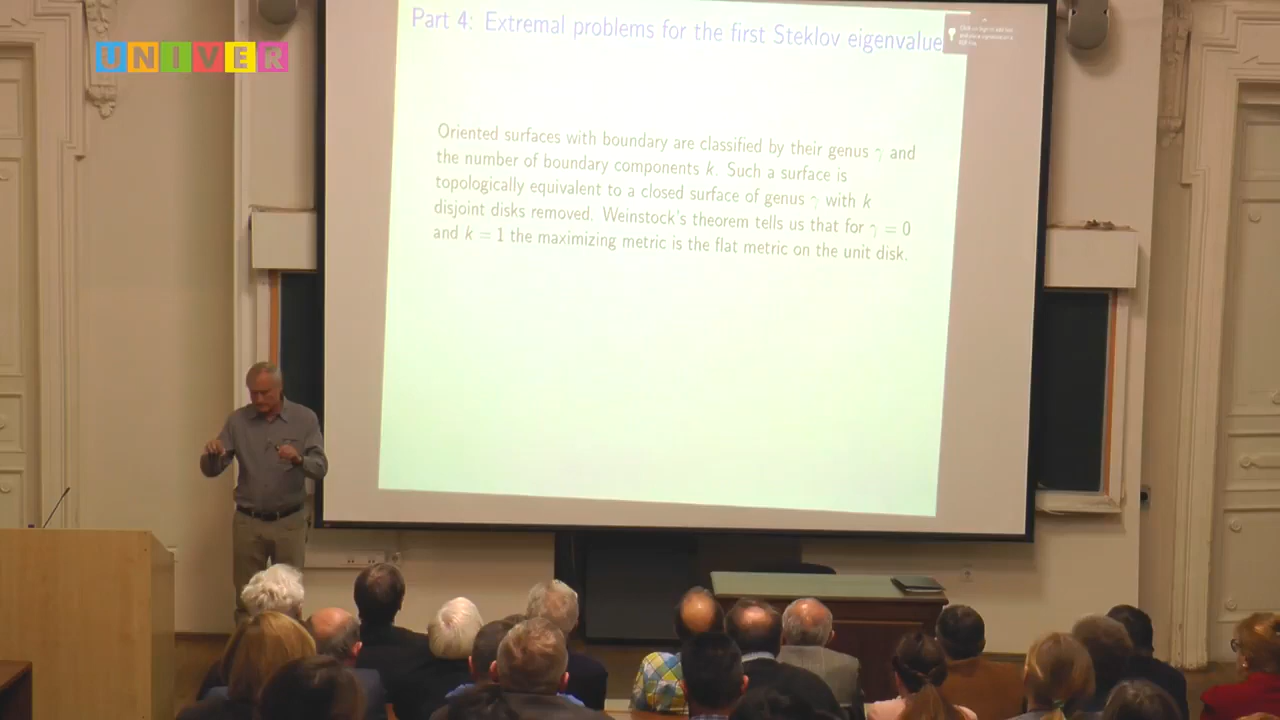 UNIVER
Part 4: Extremal problems for the first Steklov eigenvalue
Oriented surfaces with boundary are classified by their genus γ and
the number of boundary components k. Such a surface is
topologically equivalent to a closed surface of genus γ with k
disjoint disks removed. Weinstock's theorem tells us that for γ = 0
and k = 1 the maximizing metric is the flat metric on the unit disk.